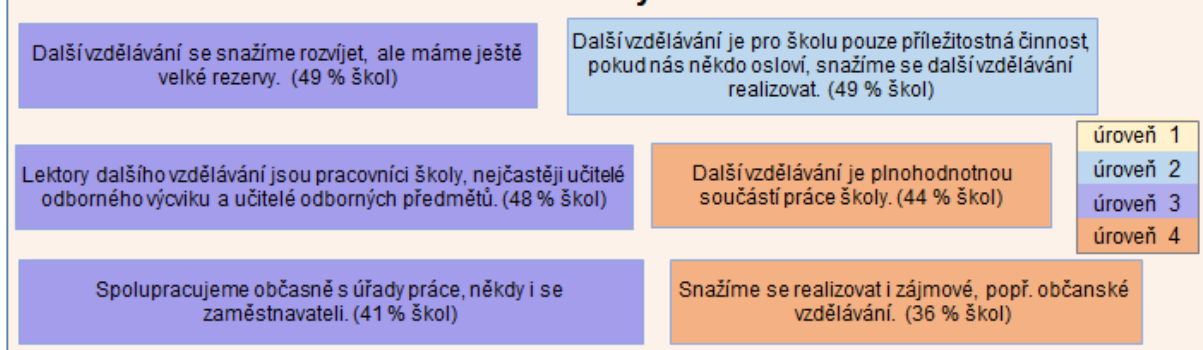 Další vzdělávání se snažíme rozvíjet, ale máme ještě
velké rezervy. (49 % škol)
Další vzdělávání je pro školu pouze příležitostná činnost,
pokud nás někdo osloví, snažíme se další vzdělávání
realizovat. (49 % škol)
Lektory dalšího vzdělávání jsou pracovníci školy, nejčastěji učitelé
odborného výcviku a učitelé odborných předmětů. (48 % škol)
Další vzdělávání je plnohodnotnou
součástí práce školy. (44 % škol)
úroveň 1
úroveň 2
úroveň 3
úroveň 4
Spolupracujeme občasně s úřady práce, někdy i se
zaměstnavateli. (41 % škol)
Snažíme se realizovat i zájmové, popř. občanské
vzdělávání. (36 % škol)